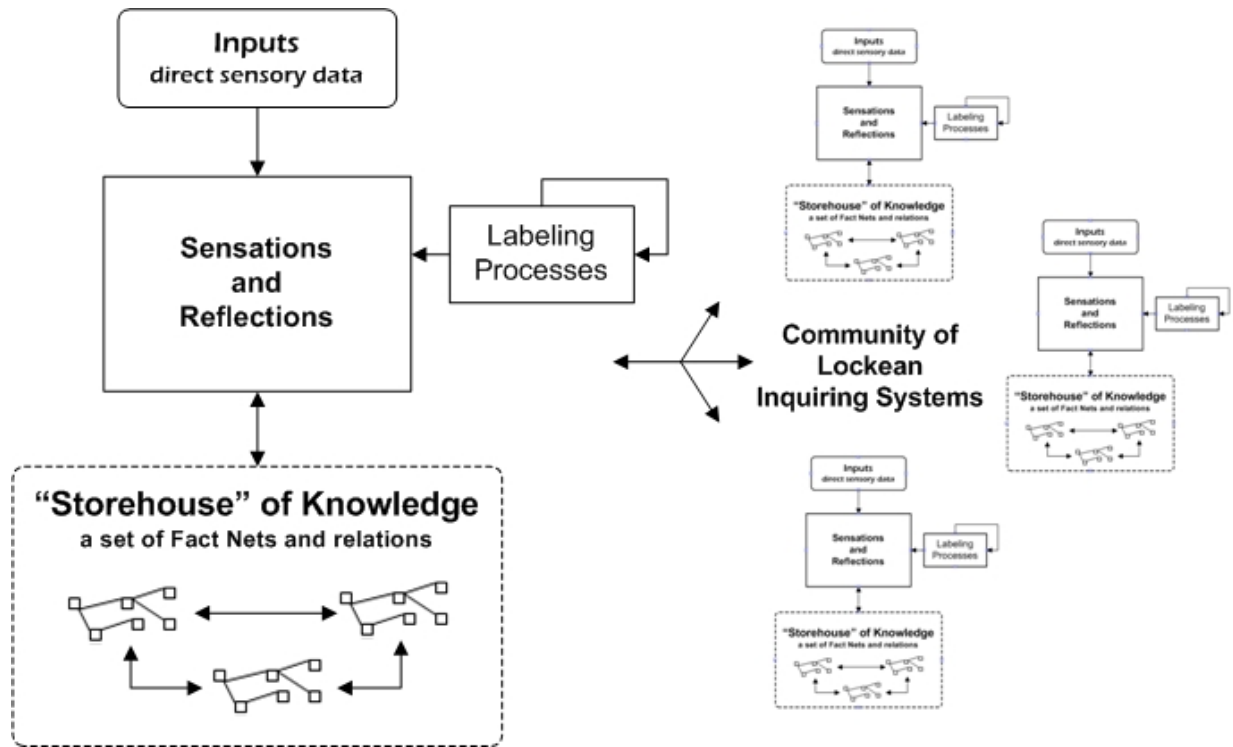 Inputs
direct sensory data
Sensations
and
Reflections
Labeling
Processes
“Storehouse” of Knowledge
a set of Fact Nets and relations
Community of
Lockean
Inquiring Systems
Inputs
direct sensory data
Sensations
and
Reflections
Labeling
Processes
“Storehouse” of Knowledge
a set of Fact Nets and relations
Inputs
direct sensory data
Sensations
and
Reflections
Labeling
Processes
“Storehouse” of Knowledge
a set of Fact Nets and relations
Inputs
direct sensory data
Sensations
and
Reflections
Labeling
Processes
“Storehouse” of Knowledge
a set of Fact Nets and relations